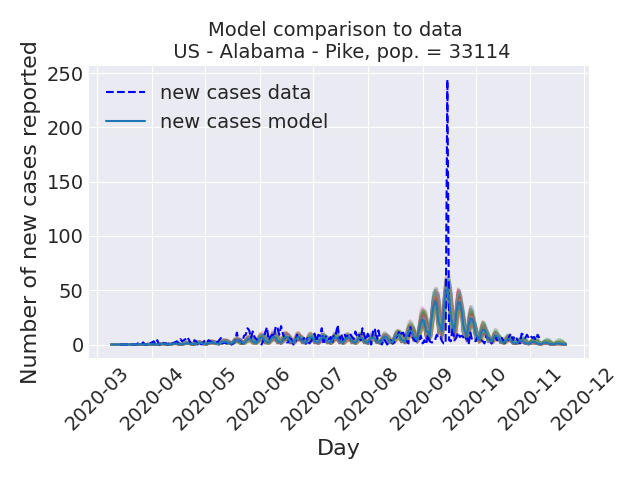 Model comparison to data
US - Alabama - Pike, pop. = 33114
Number of new cases reported
250
200
150
100
50
0
new cases data
new cases model
2020-03
2020-04
2020-05
2020-06
2020-07
2020-08
2020-09
2020-10
2020-11
2020-12
Day